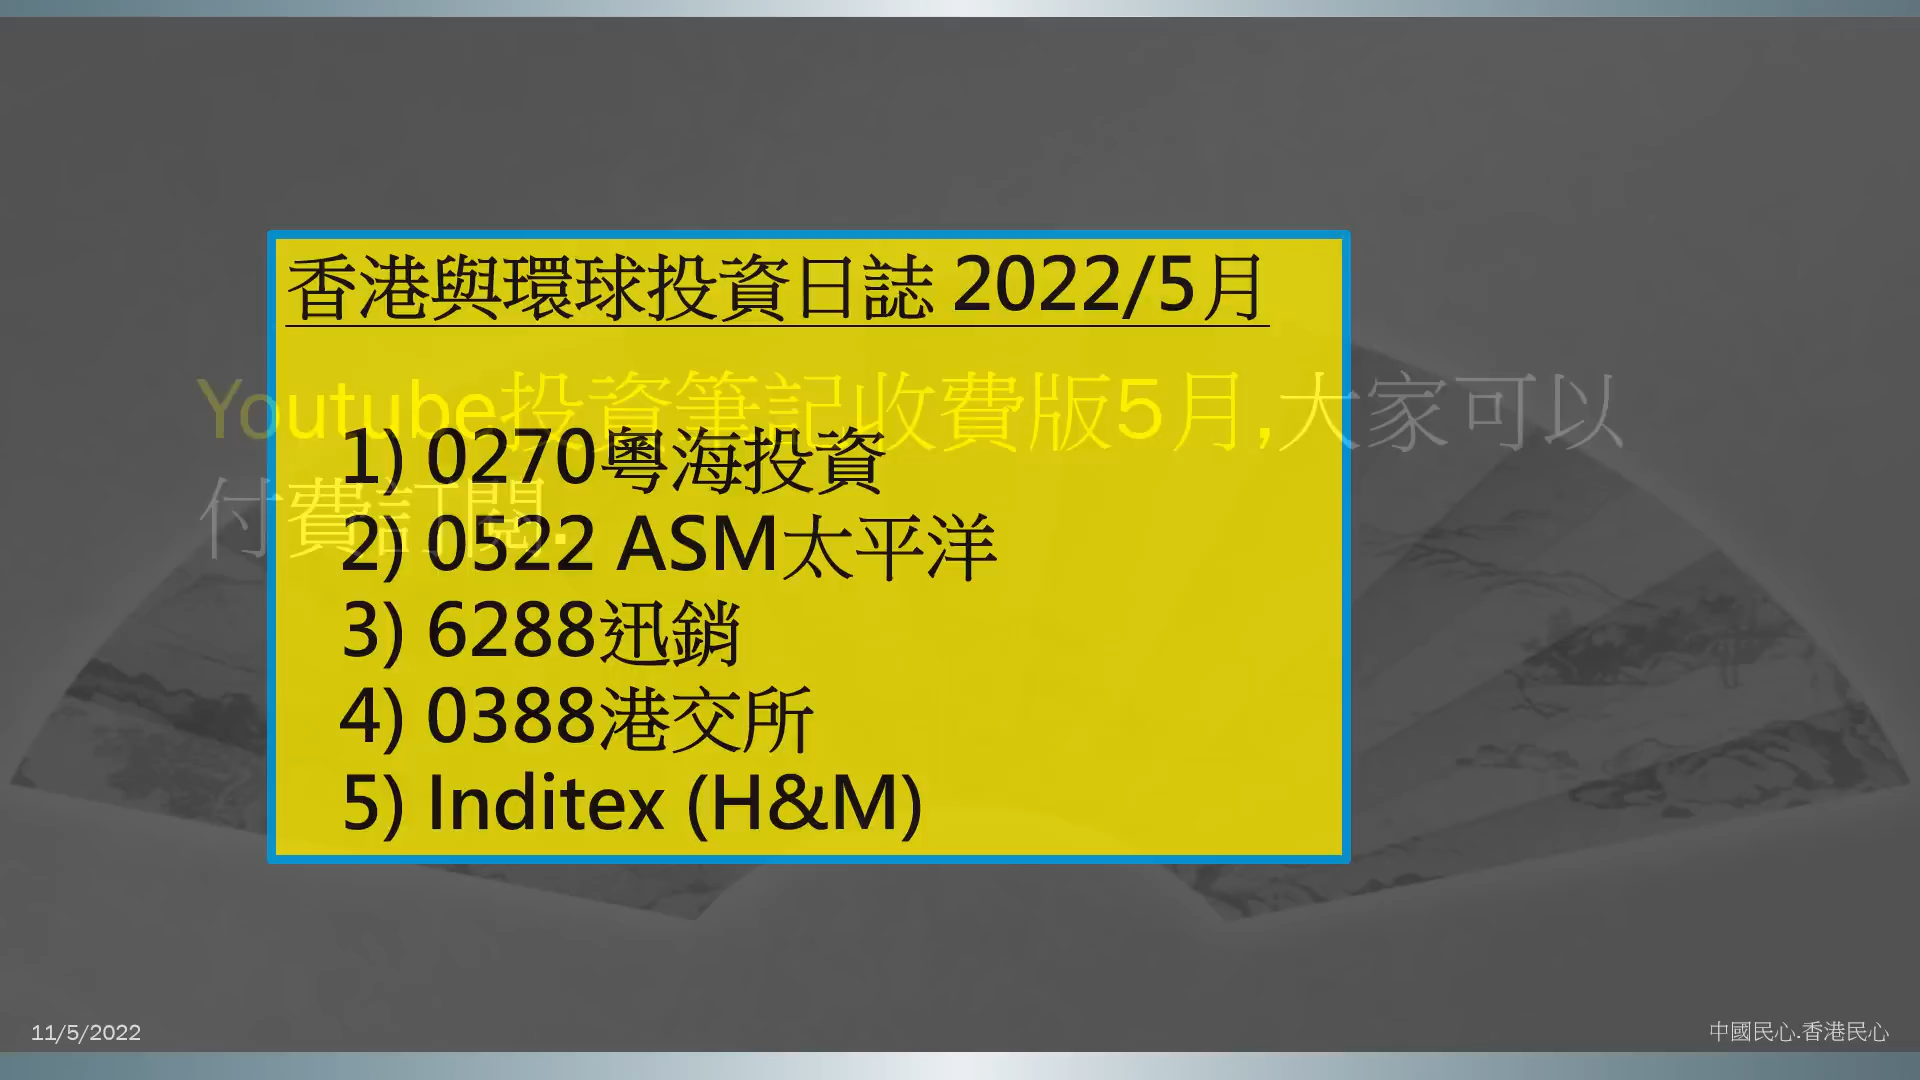 香港與環球投資日誌 2022/5月
Youtube投資筆記收費版5月,大家可以
付費訂閱.
1) 0270粵海投資
2) 0522 ASM太平洋
3) 6288迅銷
4) 0388港交所
5) Inditex (H&M)
11/5/2022
中國民心.香港民心